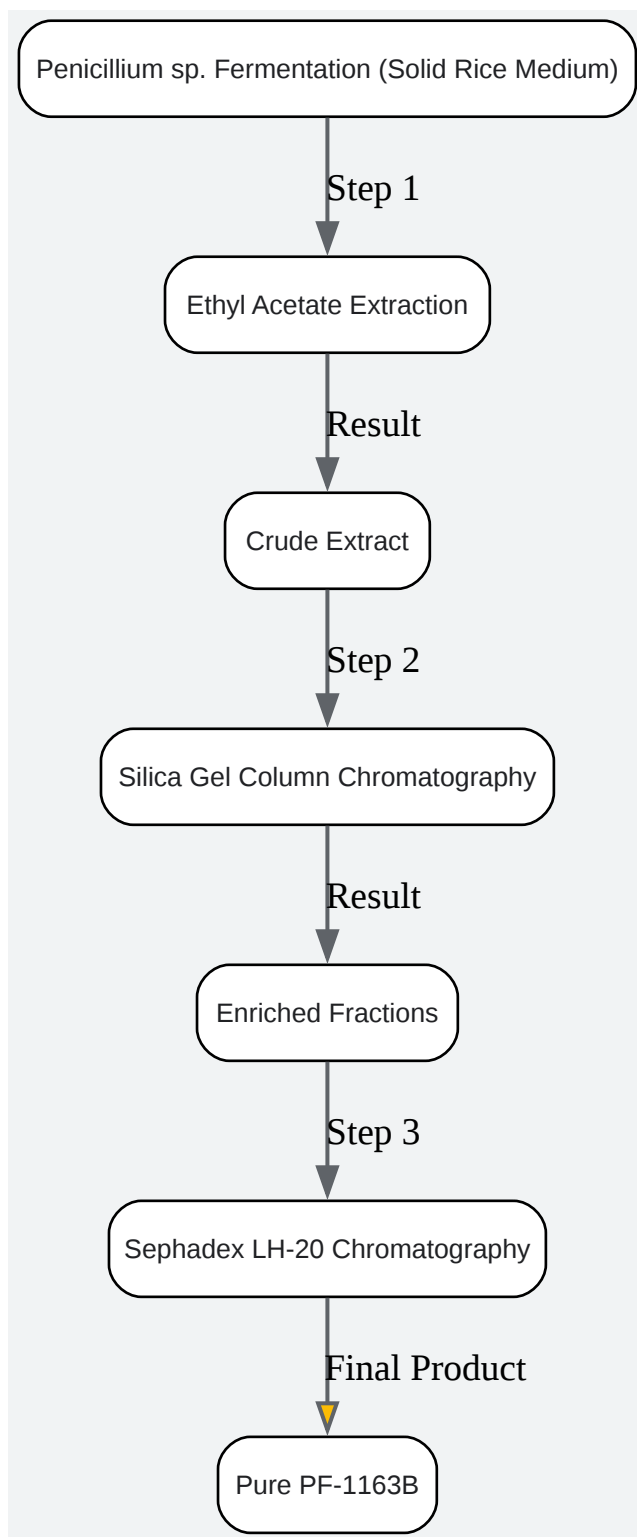 Penicillium sp. Fermentation (Solid Rice Medium)
Step 1
Ethyl Acetate Extraction
Result
Crude Extract
Step 2
Silica Gel Column Chromatography
Result
Enriched Fractions
Step 3
Sephadex LH-20 Chromatography
Final Product
Pure PF-1163B